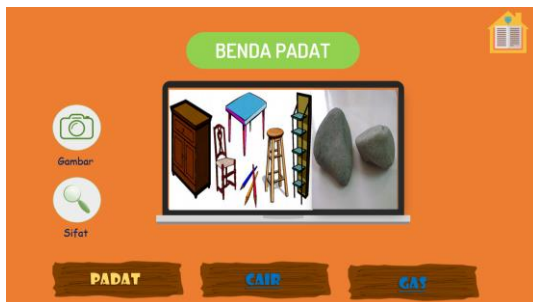 BENDA PADAT
Gambar
Sifat
PADAT
CAIR
GAS